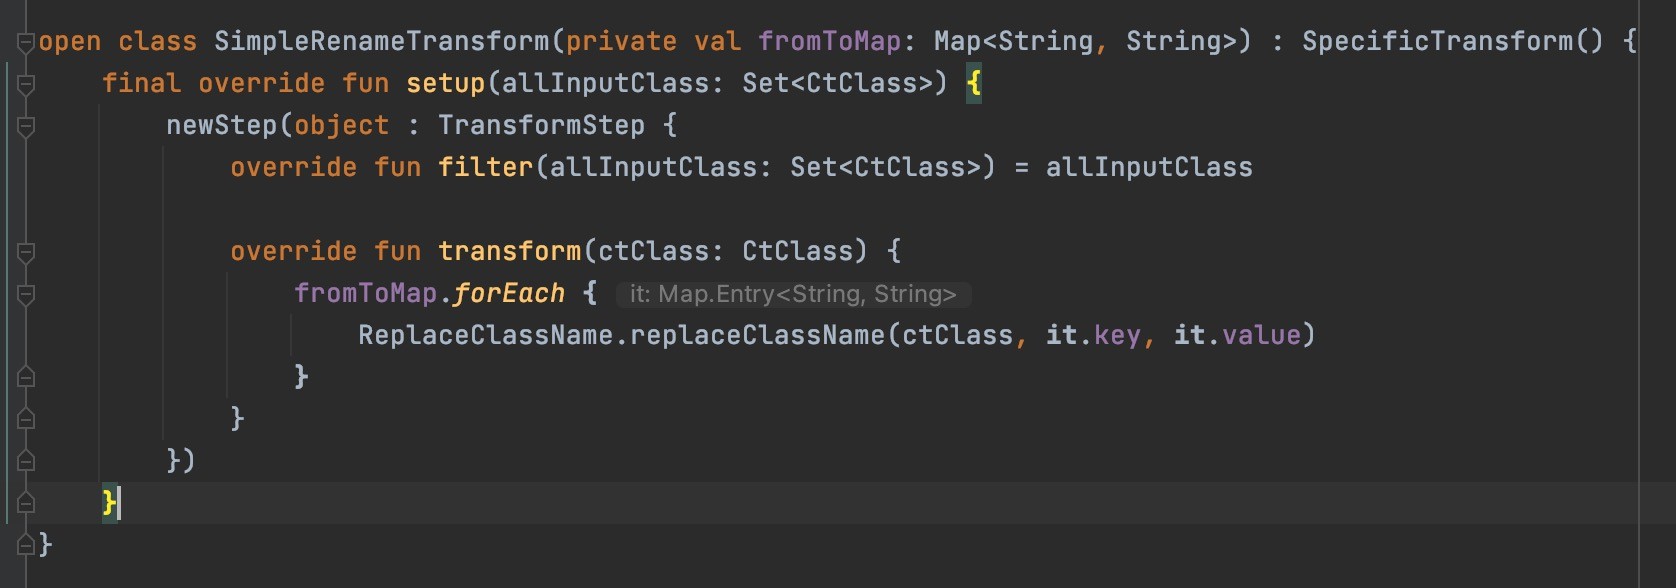 open class SimpleRenameTransform(private val fromToMap: Map<String, String>) : SpecificTransform() {
    final override fun setup(allInputClass: Set<CtClass>) {
        newStep(object : TransformStep {
            override fun filter(allInputClass: Set<CtClass>) = allInputClass

            override fun transform(ctClass: CtClass) {
                fromToMap.forEach { it: Map.Entry<String, String>
                    ReplaceClassName.replaceClassName(ctClass, it.key, it.value)
                }
            }
        })
    }
}